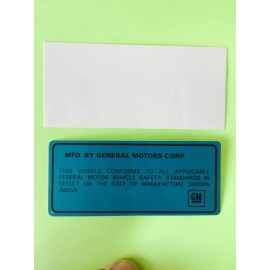 MFD. BY GENERAL MOTORS CORP
THIS VEHICLE CONFORMS TO ALL APPLICABLE
FEDERAL MOTOR VEHICLE SAFETY STANDARDS IN
EFFECT ON THE DATE OF MANUFACTURE SHOWN
ABOVE
GM